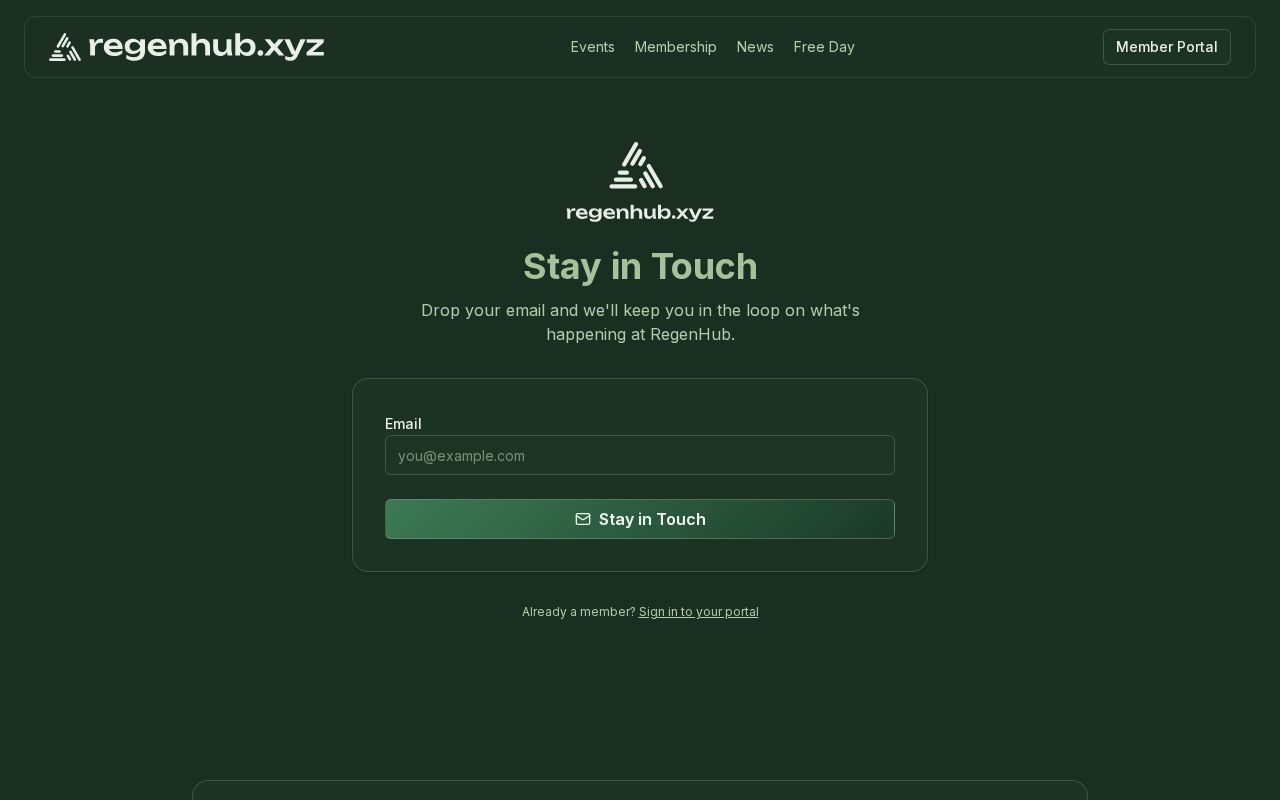 regenhub.xyz
Events
Membership
News
Free Day
Member Portal
regenhub.xyz
Stay in Touch
Drop your email and we'll keep you in the loop on what's
happening at RegenHub.
Email
you@example.com
Stay in Touch
Already a member? Sign in to your portal